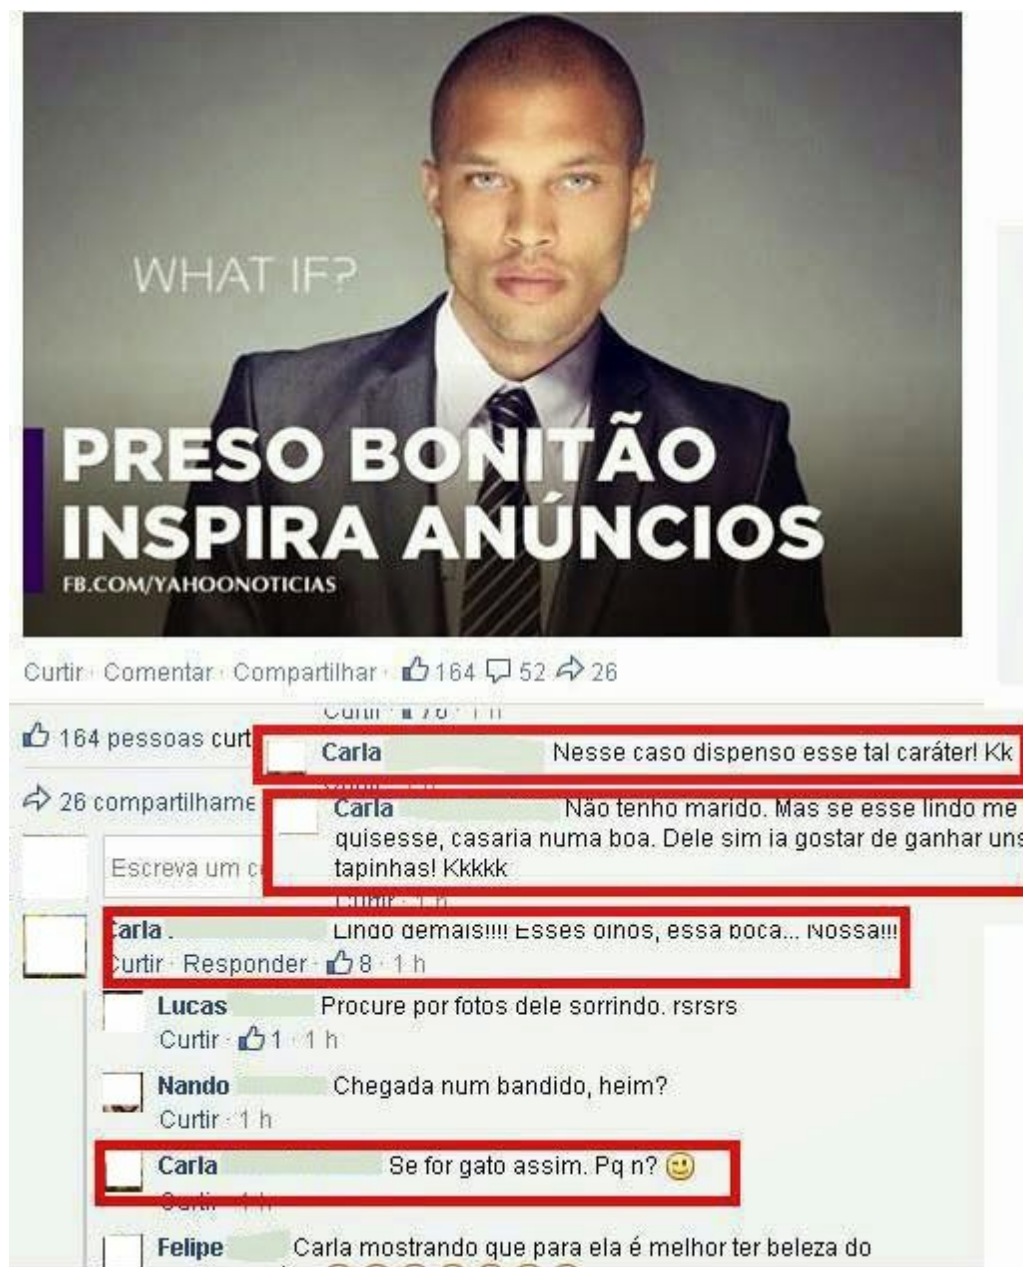 WHAT IF?
PRESO BONITÃO
INSPIRA ANÚNCIOS
FB.COM/YAHOONOTICIAS
Curtir · Comentar · Compartilhar · 164 52 26
164 pessoas curt
Carla Nesse caso dispenso esse tal caráter! Kk
26 compartilhame
Carla Não tenho marido. Mas se esse lindo me
quisesse, casaria numa boa. Dele sim ia gostar de ganhar uns
tapinhas! Kkkkk
Escreva um c
Curtir · 1 h
Carla Lindo demais!!!! Esses olhos, essa boca... Nossa!!!
Curtir · Responder · 8 · 1 h
Lucas Procure por fotos dele sorrindo. rsrsrs
Curtir · 1 · 1 h
Nando Chegada num bandido, heim?
Curtir · 1 h
Carla Se for gato assim. Pq n? 😉
Curtir · 1 h
Felipe Carla mostrando que para ela é melhor ter beleza do